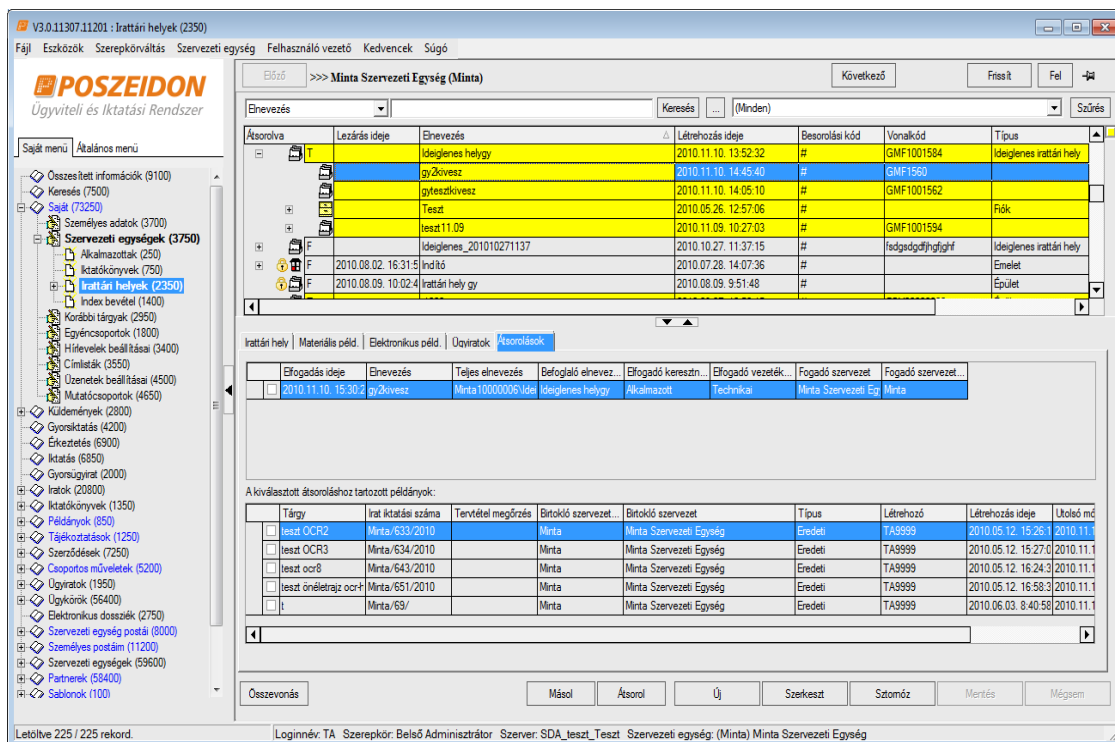 V3.0.11307.11201 : Irattári helyek (2350)
Fájl Eszközök Szerepkörváltás Szervezeti egység Felhasználó vezető Kedvencek Súgó
POSZEIDON
Ügyviteli és Iktatási Rendszer
Saját menü Általános menü
Összesített információk (9100)
Keresés (7500)
Saját (73250)
Személyes adatok (3700)
Szervezeti egységek (3750)
Alkalmazottak (250)
Iktatókönyvek (750)
Irattári helyek (2350)
Index bevétel (1400)
Korábbi tárgyak (2950)
Egyéncsoportok (1800)
Hírlevelek beállításai (3400)
Címlisták (3550)
Üzenetek beállításai (4500)
Mutatócsoportok (4650)
Küldemények (2800)
Gyorsiktatás (4200)
Érkeztetés (6900)
Iktatás (6850)
Gyorsügyirat (2000)
Iratok (20800)
Iktatókönyvek (1350)
Példányok (850)
Tájékoztatások (1250)
Szerződések (7250)
Csoportos műveletek (5200)
Ügyiratok (1950)
Ügykörök (56400)
Elektronikus dossziék (2750)
Szervezeti egység postái (8000)
Személyes postáim (11200)
Szervezeti egységek (59600)
Partnerek (58400)
Sablonok (100)
Előző >>> Minta Szervezeti Egység (Minta) Következő Frissít Fel
Elnevezés Keresés ... (Minden) Szűrés
Átsorolva Lezárás ideje Elnevezés Létrehozás ideje Besorolási kód Vonalkód Típus
T Ideiglenes helygy 2010.11.10. 13:52:32 # GMF1001584 Ideiglenes irattári hely
gy2kivesz 2010.11.10. 14:45:40 # GMF1560
gytesztkivesz 2010.11.10. 14:05:10 # GMF1001562
Teszt 2010.05.26. 12:57:06 # Fiók
teszt11.09 2010.11.09. 10:27:03 # GMF1001594
F Ideiglenes_201010271137 2010.10.27. 11:37:15 # fsdgsdgdfjhgfjghf Ideiglenes irattári hely
F 2010.08.02. 16:31:5 Indító 2010.07.28. 14:07:36 # Emelet
F 2010.08.09. 10:02:4 Irattári hely gy 2010.08.09. 9:51:48 # Épület
Irattári hely Materiális péld. Elektronikus péld. Ügyiratok Átsorolások
Elfogadás ideje Elnevezés Teljes elnevezés Befoglaló elnevez... Elfogadó keresztn... Elfogadó vezeték... Fogadó szervezet Fogadó szervezet...
2010.11.10. 15:30:2 gy2kivesz Minta10000006\Idei Ideiglenes helygy Alkalmazott Technikai Minta Szervezeti Eg Minta
A kiválasztott átsoroláshoz tartozott példányok:
Tárgy Irat iktatási száma Tervtétel megőrzés Birtokló szervezet... Birtokló szervezet Típus Létrehozó Létrehozás ideje Utolsó mó
teszt OCR2 Minta/633/2010 Minta Minta Szervezeti Egység Eredeti TA9999 2010.05.12. 15:26:1 2010.11.1
teszt OCR3 Minta/634/2010 Minta Minta Szervezeti Egység Eredeti TA9999 2010.05.12. 15:27:0 2010.11.1
teszt ocr8 Minta/643/2010 Minta Minta Szervezeti Egység Eredeti TA9999 2010.05.12. 16:24:3 2010.11.1
teszt önéletrajz ocr-h Minta/651/2010 Minta Minta Szervezeti Egység Eredeti TA9999 2010.05.12. 16:58:3 2010.11.1
t Minta/69/ Minta Minta Szervezeti Egység Eredeti TA9999 2010.06.03. 8:40:58 2010.11.1
Összevonás Másol Átsorol Új Szerkeszt Sztornóz Mentés Mégsem
Letöltve 225 / 225 rekord. Loginnév: TA Szerepkör: Belső Adminisztrátor Szerver: SDA_teszt_Teszt Szervezeti egység: (Minta) Minta Szervezeti Egység